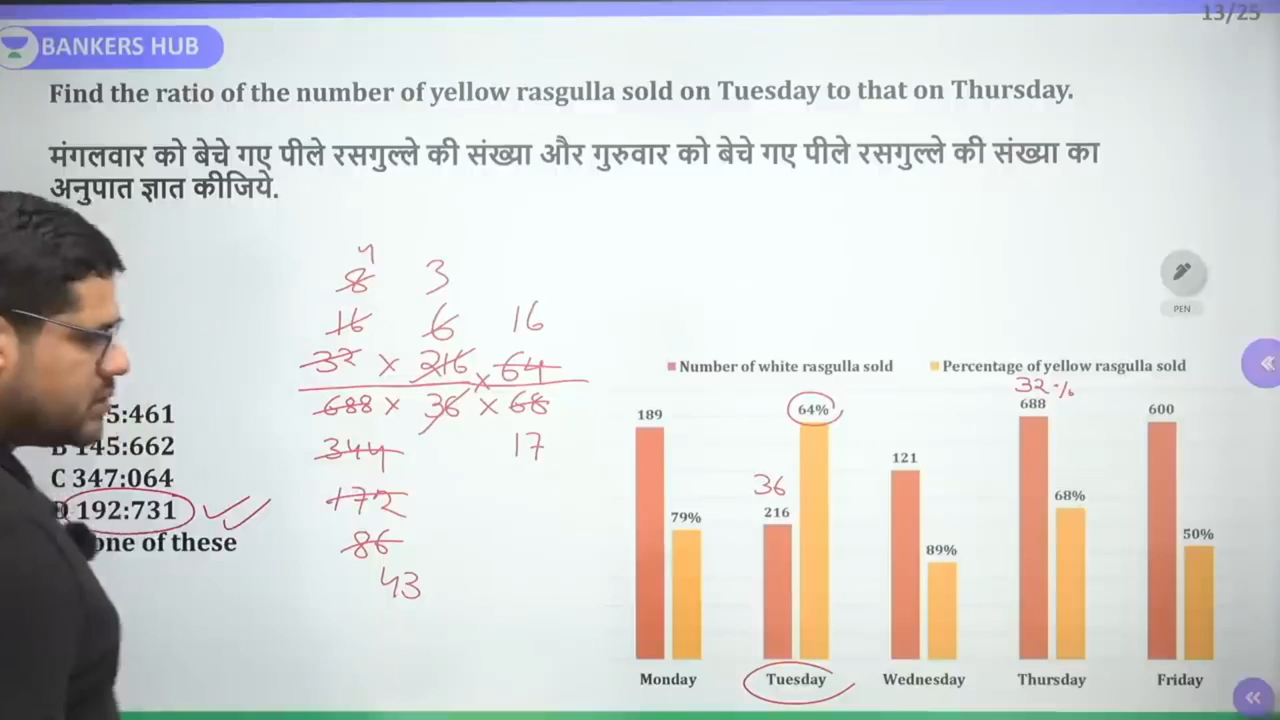 13/25
BANKERS HUB
Find the ratio of the number of yellow rasgulla sold on Tuesday to that on Thursday.
मंगलवार को बेचे गए पीले रसगुल्ले की संख्या और गुरुवार को बेचे गए पीले रसगुल्ले की संख्या का
अनुपात ज्ञात कीजिये.
4
8 3
16 6 16
32 × 216 × 64
688 × 36 × 68
344 17
172
86
43
PEN
5:461
B 145:662
C 347:064
D 192:731
one of these
Number of white rasgulla sold Percentage of yellow rasgulla sold
32%
189 64% 121 688 600
36
216
79% 89% 68% 50%
Monday Tuesday Wednesday Thursday Friday